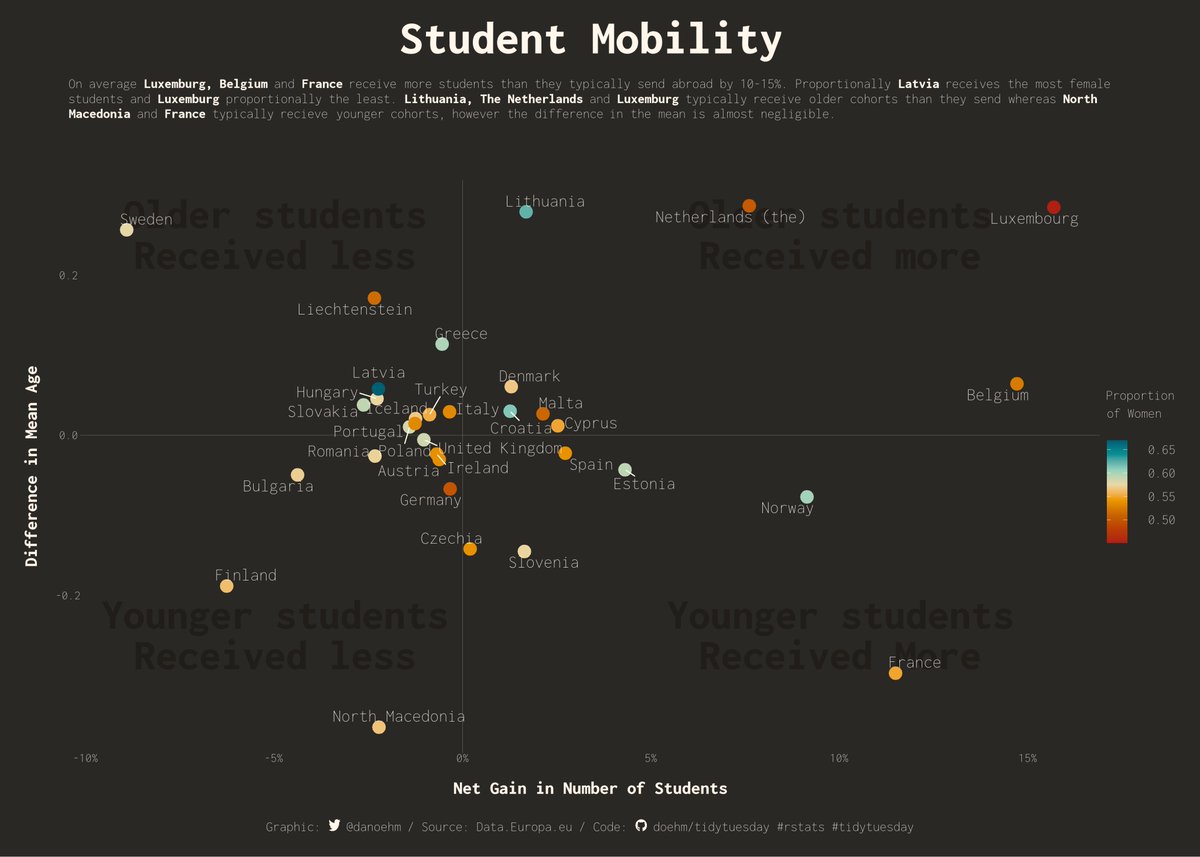 Student Mobility
On average Luxemburg, Belgium and France receive more students than they typically send abroad by 10-15%. Proportionally Latvia receives the most female
students and Luxemburg proportionally the least. Lithuania, The Netherlands and Luxemburg typically receive older cohorts than they send whereas North
Macedonia and France typically recieve younger cohorts, however the difference in the mean is almost negligible.
Older students
Received less
Older students
Received more
Sweden
Lithuania
Netherlands (the)
Luxembourg
0.2
Liechtenstein
Greece
Latvia
Denmark
Belgium
Hungary
Turkey
Slovakia
Iceland
Italy
Malta
Croatia
Cyprus
Portugal
0.0
Romania
Poland
United Kingdom
Austria
Ireland
Spain
Estonia
Bulgaria
Germany
Norway
Czechia
Slovenia
Finland
-0.2
Younger students
Received less
Younger students
Received More
France
North Macedonia
Difference in Mean Age
Proportion
of Women
0.65
0.60
0.55
0.50
-10%
-5%
0%
5%
10%
15%
Net Gain in Number of Students
Graphic: @danoehm / Source: Data.Europa.eu / Code: doehm/tidytuesday #rstats #tidytuesday